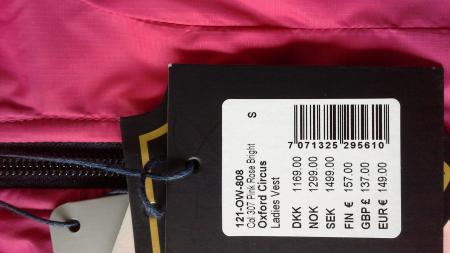 S
7 071325 295610
121-OW-808
Col 307 Pink Rose Bright
Oxford Circus
Ladies Vest
DKK 1169.00
NOK 1299.00
SEK 1499.00
FIN € 157.00
GBP £ 137.00
EUR € 149.00